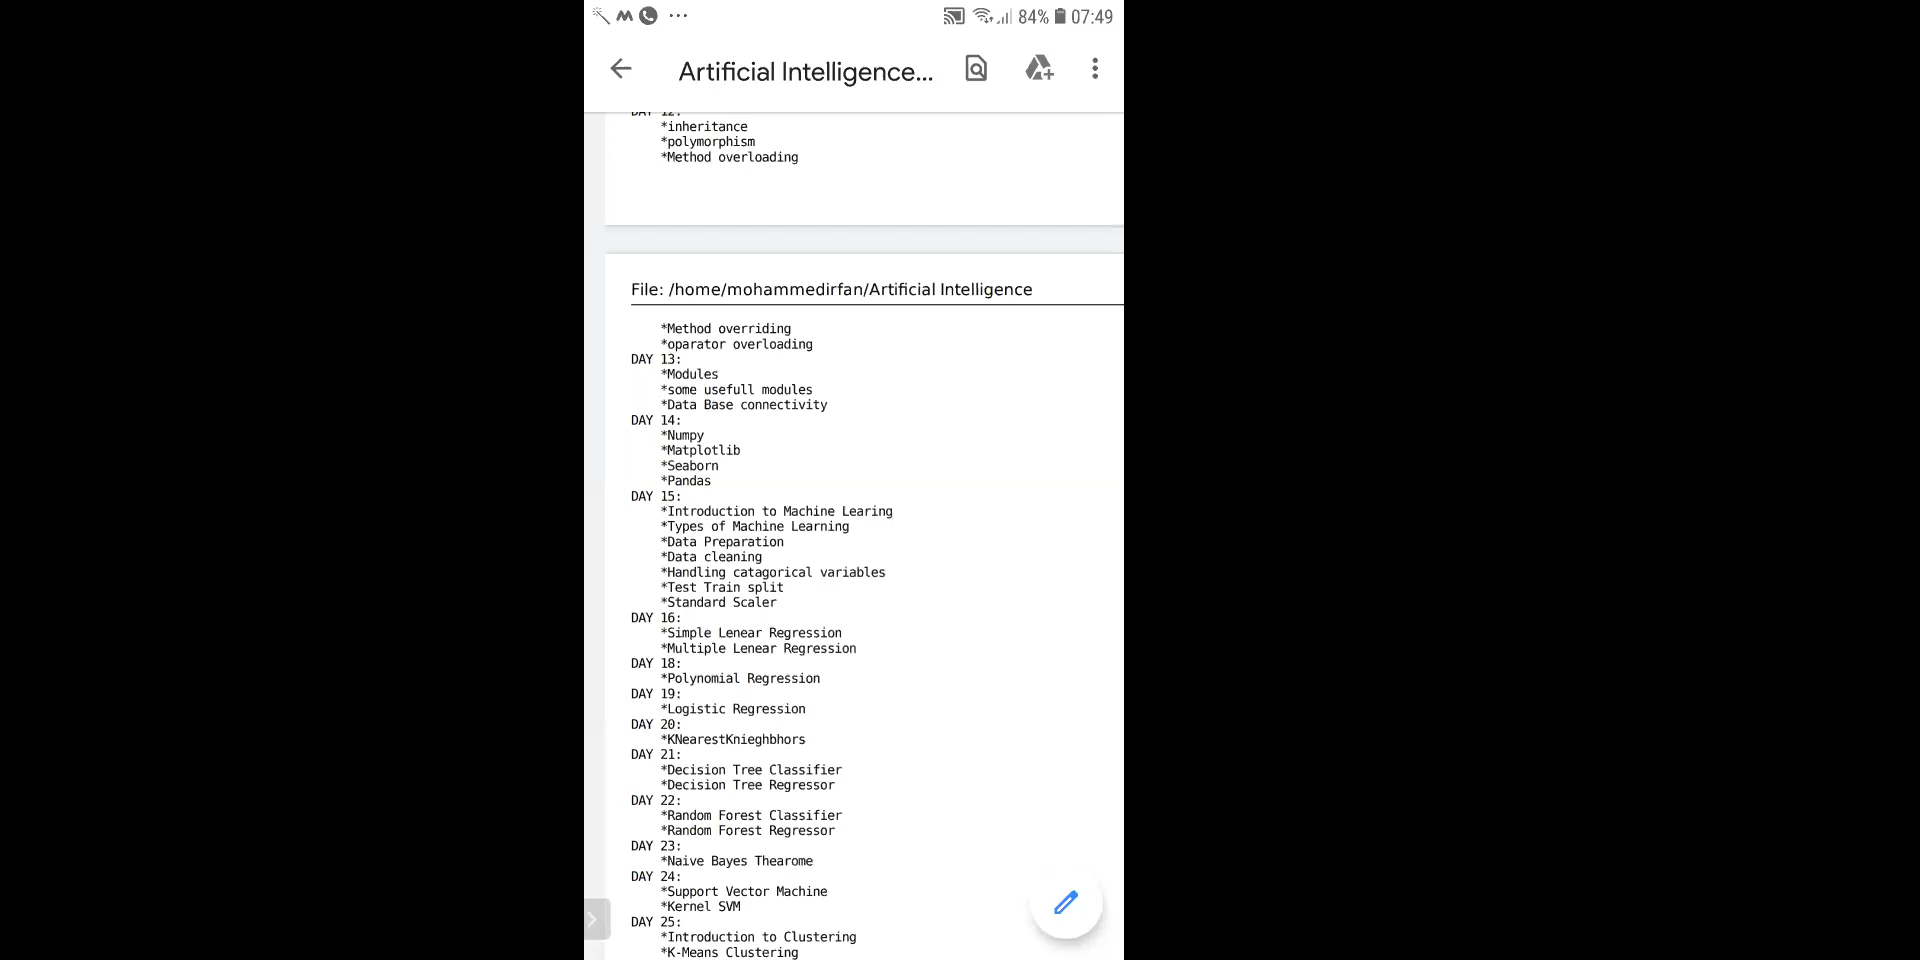 84% 07:49
Artificial Intelligence...
DAY 12:
*inheritance
*polymorphism
*Method overloading
File: /home/mohammedirfan/Artificial Intelligence
*Method overriding
*oparator overloading
DAY 13:
*Modules
*some usefull modules
*Data Base connectivity
DAY 14:
*Numpy
*Matplotlib
*Seaborn
*Pandas
DAY 15:
*Introduction to Machine Learing
*Types of Machine Learning
*Data Preparation
*Data cleaning
*Handling catagorical variables
*Test Train split
*Standard Scaler
DAY 16:
*Simple Lenear Regression
*Multiple Lenear Regression
DAY 18:
*Polynomial Regression
DAY 19:
*Logistic Regression
DAY 20:
*KNearestKnieghbhors
DAY 21:
*Decision Tree Classifier
*Decision Tree Regressor
DAY 22:
*Random Forest Classifier
*Random Forest Regressor
DAY 23:
*Naive Bayes Thearome
DAY 24:
*Support Vector Machine
*Kernel SVM
DAY 25:
*Introduction to Clustering
*K-Means Clustering